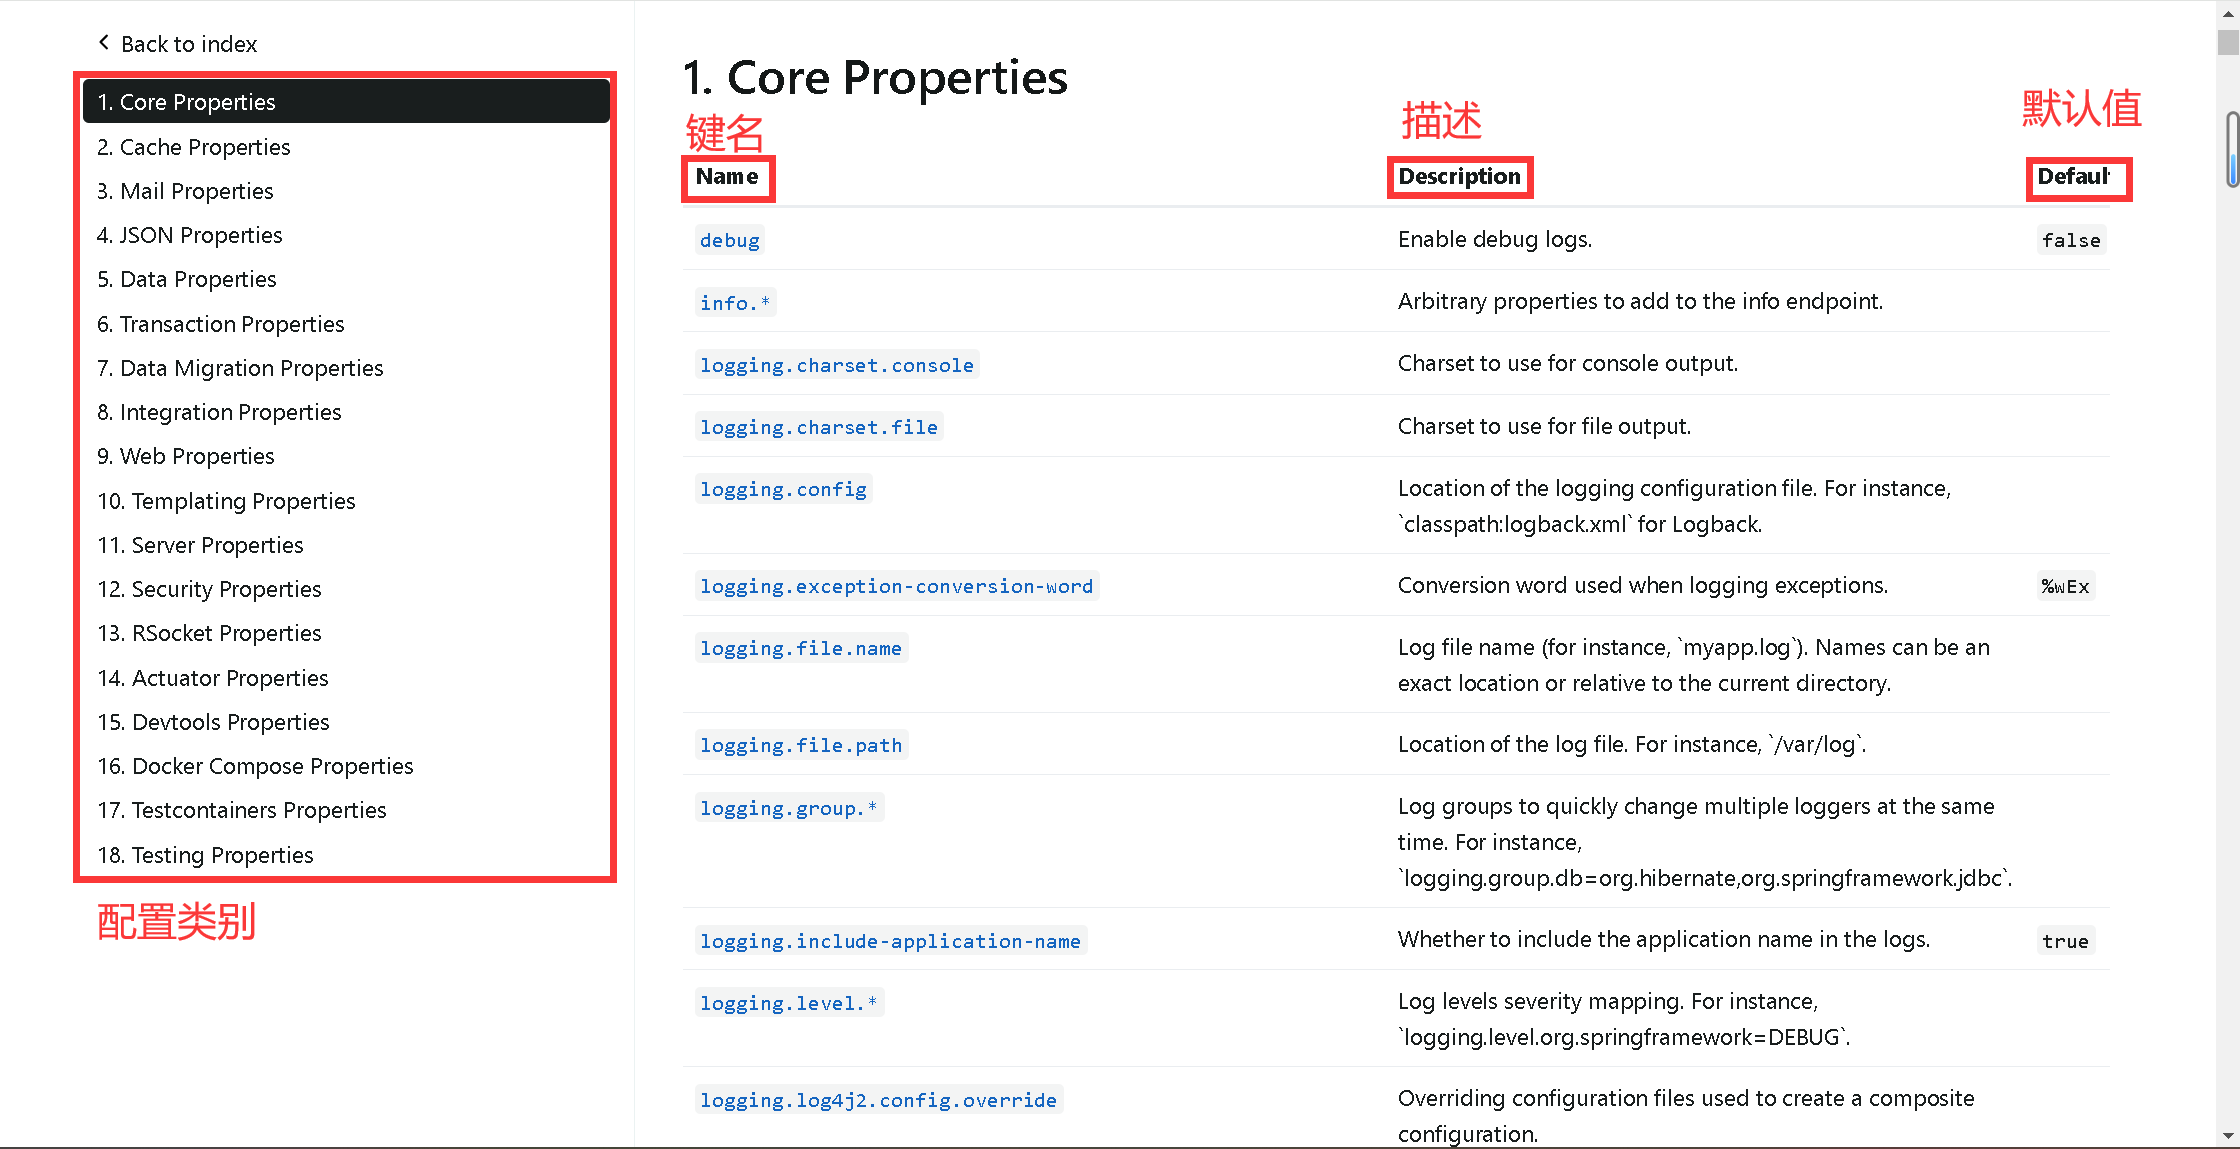 Back to index
1. Core Properties
2. Cache Properties
3. Mail Properties
4. JSON Properties
5. Data Properties
6. Transaction Properties
7. Data Migration Properties
8. Integration Properties
9. Web Properties
10. Templating Properties
11. Server Properties
12. Security Properties
13. RSocket Properties
14. Actuator Properties
15. Devtools Properties
16. Docker Compose Properties
17. Testcontainers Properties
18. Testing Properties
配置类别
1. Core Properties
键名 描述 默认值
Name Description Defaul
debug Enable debug logs. false
info.* Arbitrary properties to add to the info endpoint.
logging.charset.console Charset to use for console output.
logging.charset.file Charset to use for file output.
logging.config Location of the logging configuration file. For instance,
`classpath:logback.xml` for Logback.
logging.exception-conversion-word Conversion word used when logging exceptions. %wEx
logging.file.name Log file name (for instance, `myapp.log`). Names can be an
exact location or relative to the current directory.
logging.file.path Location of the log file. For instance, `/var/log`.
logging.group.* Log groups to quickly change multiple loggers at the same
time. For instance,
`logging.group.db=org.hibernate,org.springframework.jdbc`.
logging.include-application-name Whether to include the application name in the logs. true
logging.level.* Log levels severity mapping. For instance,
`logging.level.org.springframework=DEBUG`.
logging.log4j2.config.override Overriding configuration files used to create a composite
configuration.